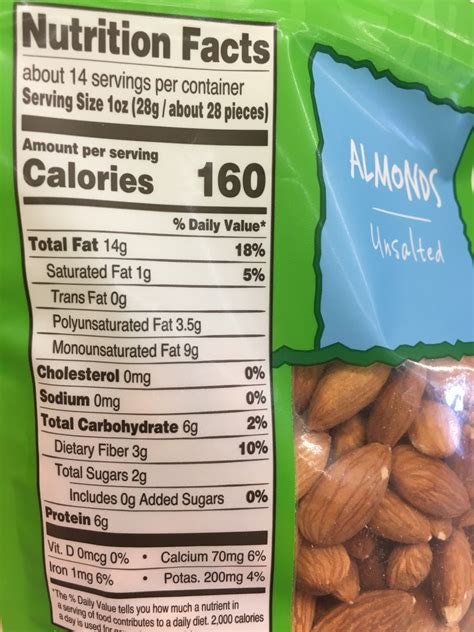 Nutrition Facts
about 14 servings per container
Serving Size 1oz (28g / about 28 pieces)
Amount per serving
Calories 160
% Daily Value*
Total Fat 14g 18%
Saturated Fat 1g 5%
Trans Fat 0g
Polyunsaturated Fat 3.5g
Monounsaturated Fat 9g
Cholesterol 0mg 0%
Sodium 0mg 0%
Total Carbohydrate 6g 2%
Dietary Fiber 3g 10%
Total Sugars 2g
Includes 0g Added Sugars 0%
Protein 6g
Vit. D 0mcg 0% • Calcium 70mg 6%
Iron 1mg 6% • Potas. 200mg 4%
*The % Daily Value tells you how much a nutrient in
a serving of food contributes to a daily diet. 2,000 calories
a day is used for
ALMONDS
Unsalted